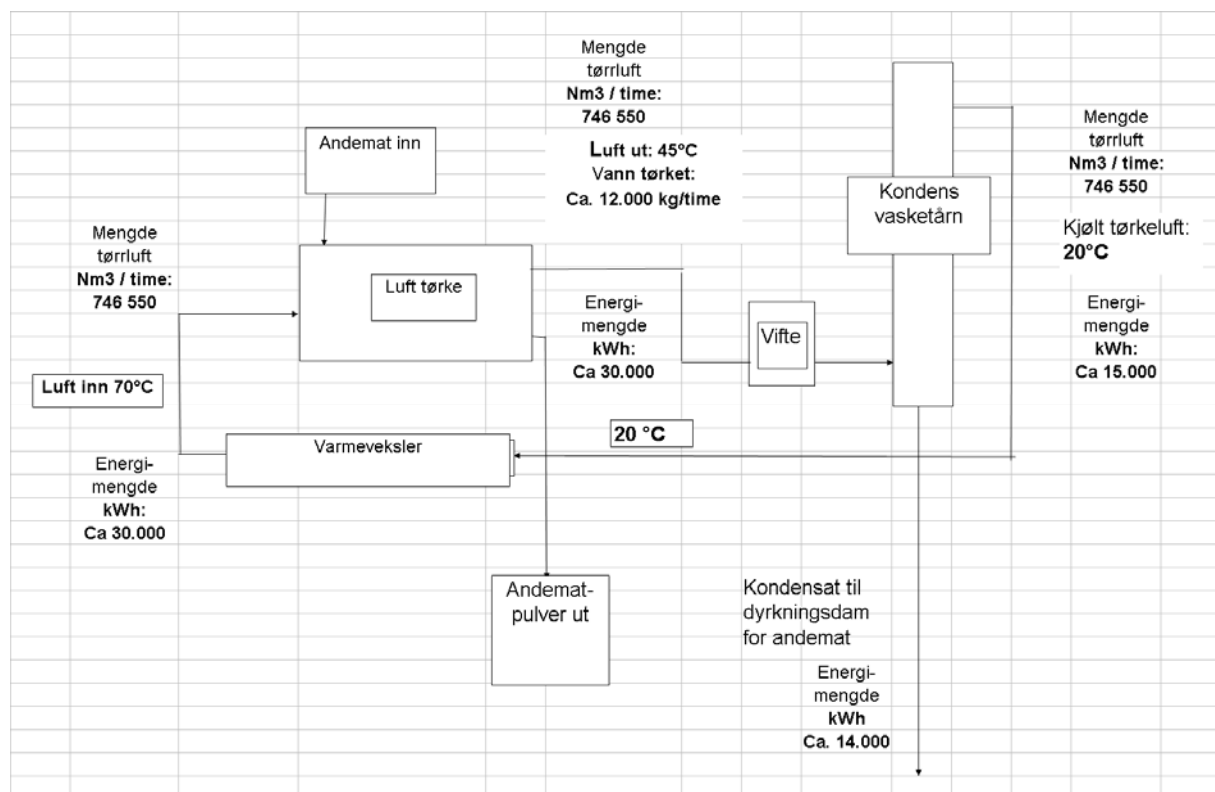 Mengde
tørrluft
Nm3 / time:
746 550
Luft ut: 45°C
Vann tørket:
Ca. 12.000 kg/time
Andemat inn
Mengde
tørrluft
Nm3 / time:
746 550
Kondens
vasketårn
Kjølt tørkeluft:
20°C
Mengde
tørrluft
Nm3 / time:
746 550
Luft tørke
Energi-
mengde
kWh:
Ca 30.000
Vifte
Energi-
mengde
kWh:
Ca 15.000
Luft inn 70°C
20 °C
Varmeveksler
Energi-
mengde
kWh:
Ca 30.000
Andemat-
pulver ut
Kondensat til
dyrkningsdam
for andemat
Energi-
mengde
kWh
Ca. 14.000